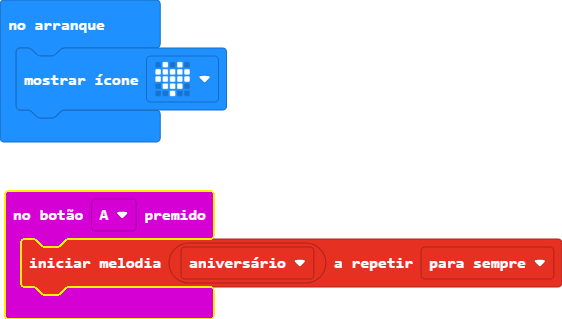 no arranque
mostrar ícone
no botão A premido
iniciar melodia aniversário a repetir para sempre